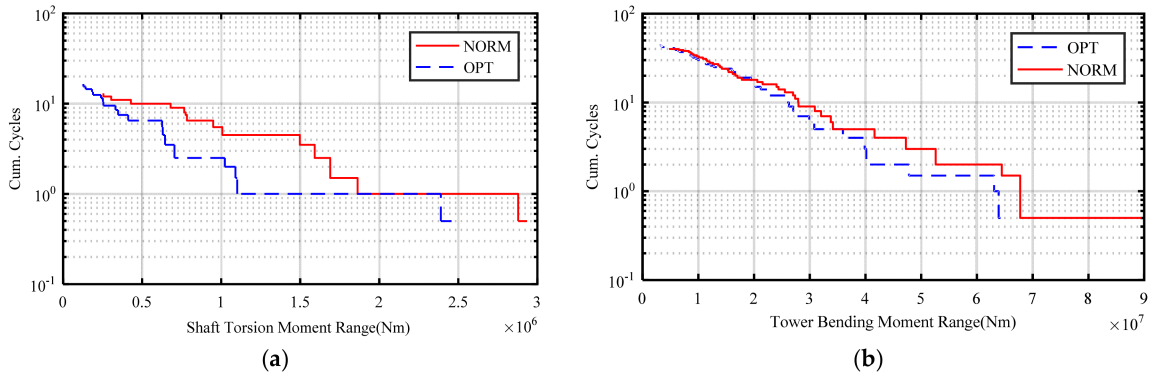 10^2
10^1
10^0
10^-1
Cum. Cycles
NORM
OPT
0 0.5 1 1.5 2 2.5 3
Shaft Torsion Moment Range(Nm)
×10^6
(a)
10^2
10^1
10^0
10^-1
Cum. Cycles
OPT
NORM
0 1 2 3 4 5 6 7 8 9
Tower Bending Moment Range(Nm)
×10^7
(b)